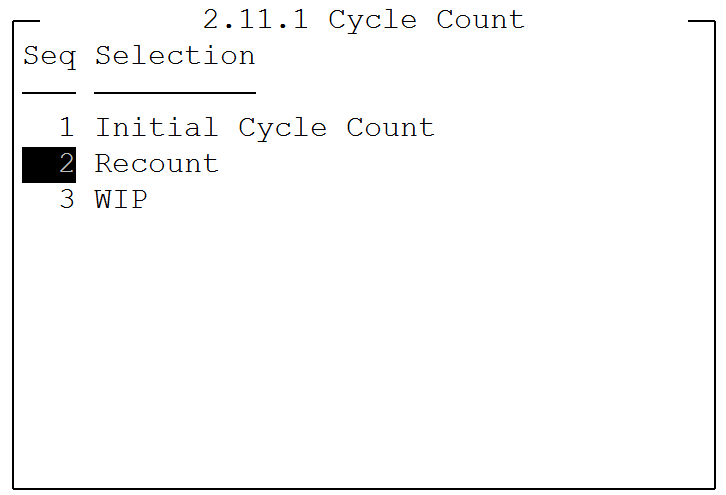 2.11.1 Cycle Count
Seq Selection
1 Initial Cycle Count
2 Recount
3 WIP